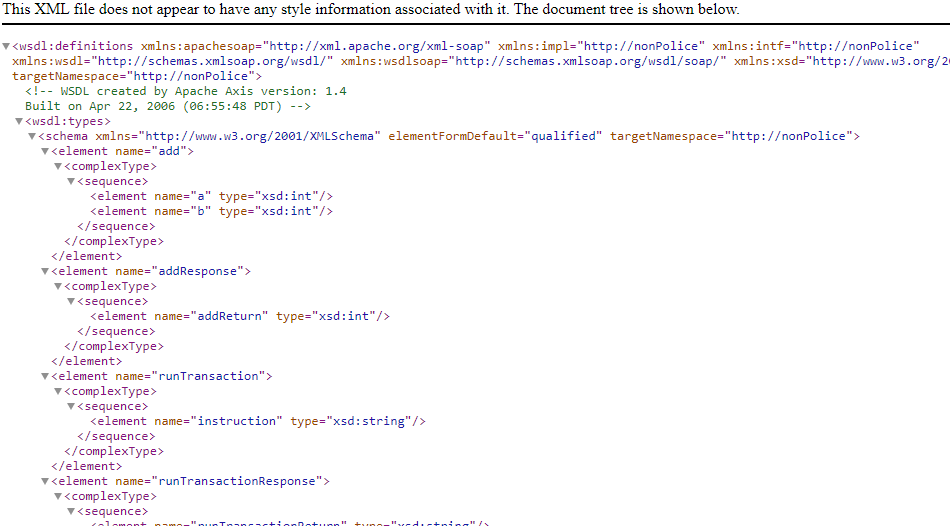 This XML file does not appear to have any style information associated with it. The document tree is shown below.
<wsdl:definitions xmlns:apachesoap="http://xml.apache.org/xml-soap" xmlns:impl="http://nonPolice" xmlns:intf="http://nonPolice"
xmlns:wsdl="http://schemas.xmlsoap.org/wsdl/" xmlns:wsdlsoap="http://schemas.xmlsoap.org/wsdl/soap/" xmlns:xsd="http://www.w3.org/2
targetNamespace="http://nonPolice">
<!-- WSDL created by Apache Axis version: 1.4
Built on Apr 22, 2006 (06:55:48 PDT) -->
<wsdl:types>
<schema xmlns="http://www.w3.org/2001/XMLSchema" elementFormDefault="qualified" targetNamespace="http://nonPolice">
<element name="add">
<complexType>
<sequence>
<element name="a" type="xsd:int"/>
<element name="b" type="xsd:int"/>
</sequence>
</complexType>
</element>
<element name="addResponse">
<complexType>
<sequence>
<element name="addReturn" type="xsd:int"/>
</sequence>
</complexType>
</element>
<element name="runTransaction">
<complexType>
<sequence>
<element name="instruction" type="xsd:string"/>
</sequence>
</complexType>
</element>
<element name="runTransactionResponse">
<complexType>
<sequence>
<element name="runTransactionReturn" type="xsd:string"/>